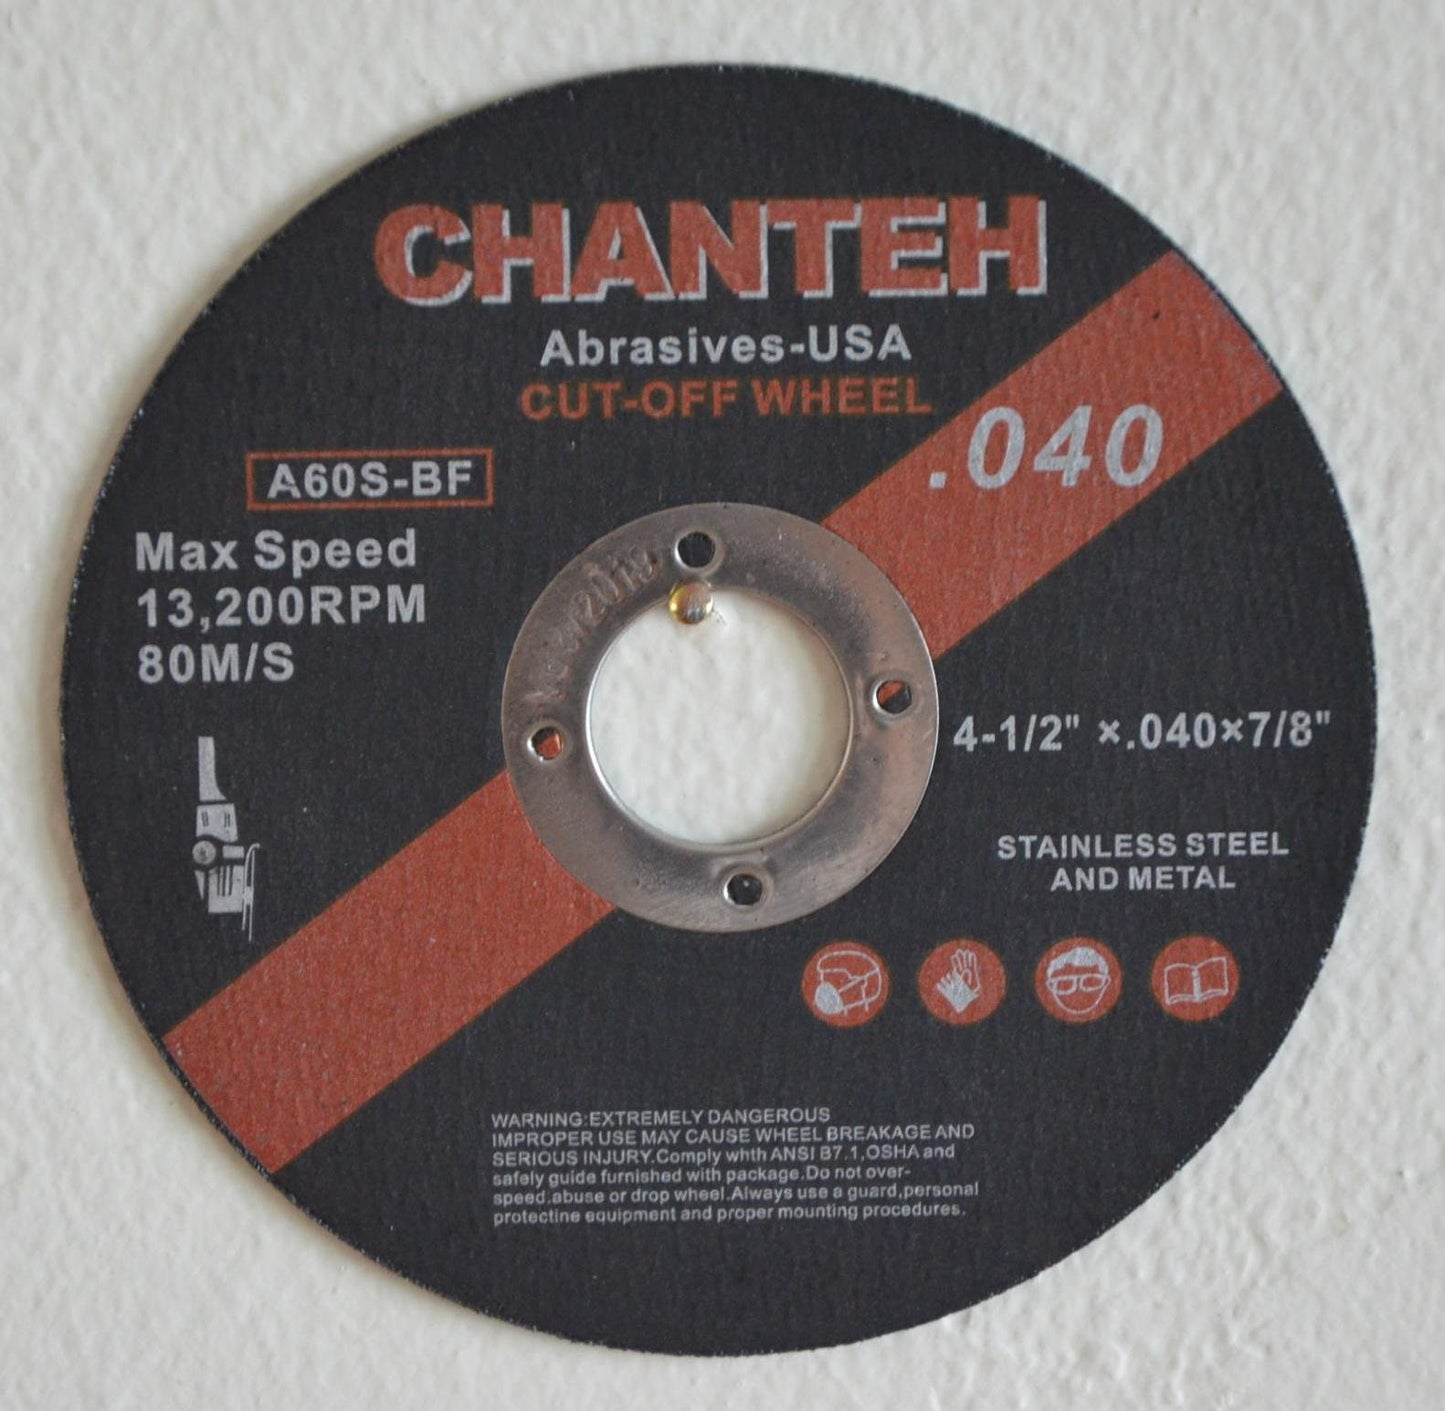 CHANTEH
Abrasives-USA
CUT-OFF WHEEL
.040
A60S-BF
Max Speed
13,200RPM
80M/S
4-1/2" ×.040×7/8"
STAINLESS STEEL
AND METAL
WARNING:EXTREMELY DANGEROUS
IMPROPER USE MAY CAUSE WHEEL BREAKAGE AND
SERIOUS INJURY.Comply whth ANSI B7.1,OSHA and
safely guide furnished with package.Do not over-
speed.abuse or drop wheel.Always use a guard,personal
protectine equipment and proper mounting procedures.